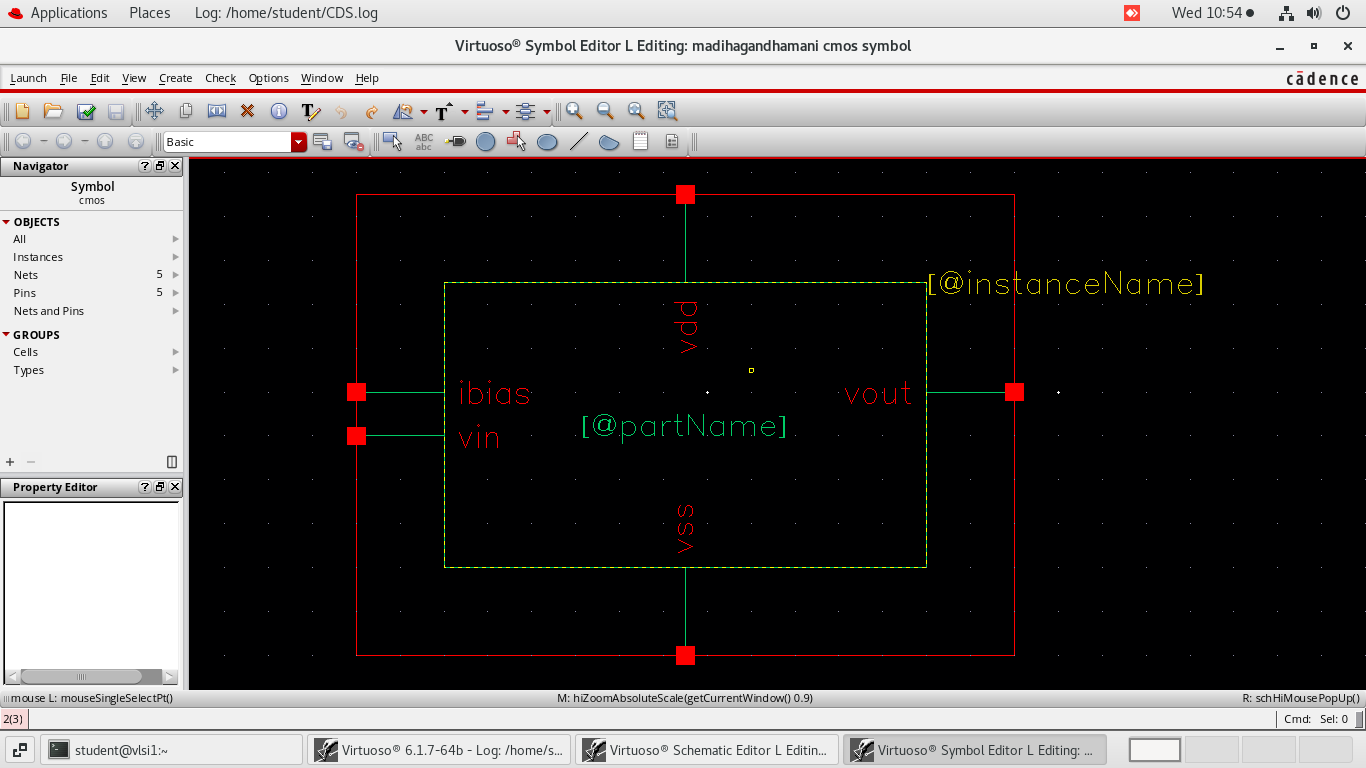 Applications Places Log: /home/student/CDS.log Wed 10:54
Virtuoso® Symbol Editor L Editing: madihagandhamani cmos symbol
Launch File Edit View Create Check Options Window Help cādence
Basic ABC
abc
Navigator
Symbol
cmos
OBJECTS
All
Instances
Nets 5
Pins 5
Nets and Pins
GROUPS
Cells
Types
Property Editor
[@instanceName]
vdd
ibias
vout
[@partName]
vin
vss
mouse L: mouseSingleSelectPt() M: hiZoomAbsoluteScale(getCurrentWindow() 0.9) R: schHiMousePopUp()
2(3) Cmd: Sel: 0
student@vlsi1:~ Virtuoso® 6.1.7-64b - Log: /home/s... Virtuoso® Schematic Editor L Editin... Virtuoso® Symbol Editor L Editing: ...